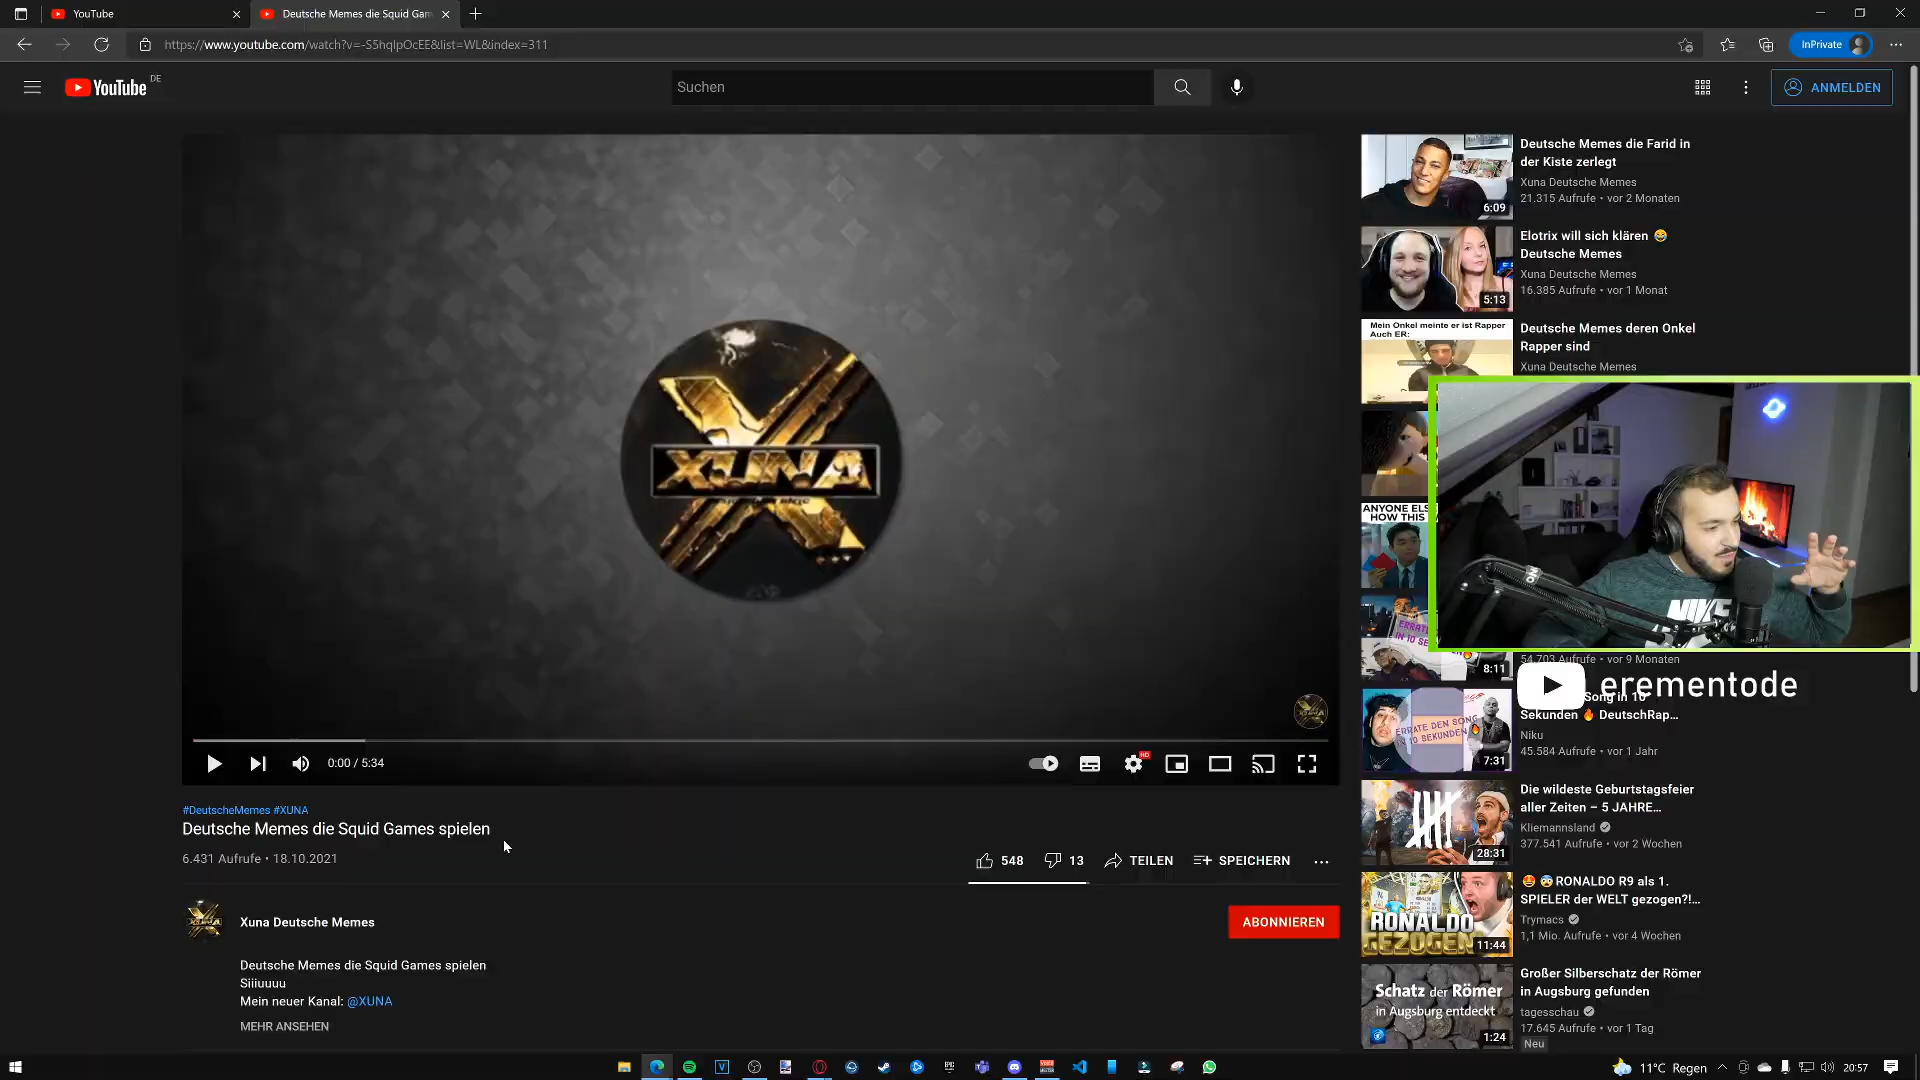 YouTube
Deutsche Memes die Squid Gam
https://www.youtube.com/watch?v=-S5hqlpOcEE&list=WL&index=311
InPrivate
YouTube
DE
Suchen
ANMELDEN
XUNA
0:00 / 5:34
HD
#DeutscheMemes #XUNA
Deutsche Memes die Squid Games spielen
6.431 Aufrufe • 18.10.2021
548
13
TEILEN
SPEICHERN
Xuna Deutsche Memes
ABONNIEREN
Deutsche Memes die Squid Games spielen
Siiiuuuu
Mein neuer Kanal: @XUNA
MEHR ANSEHEN
6:09
Deutsche Memes die Farid in
der Kiste zerlegt
Xuna Deutsche Memes
21.315 Aufrufe • vor 2 Monaten
5:13
Elotrix will sich klären 😂
Deutsche Memes
Xuna Deutsche Memes
16.385 Aufrufe • vor 1 Monat
Mein Onkel meinte er ist Rapper
Auch ER:
Deutsche Memes deren Onkel
Rapper sind
Xuna Deutsche Memes
ANYONE ELS
HOW THIS
NIKE
ERRATE
IN 10 SE
8:11
54.703 Aufrufe • vor 9 Monaten
erementode
ERRATE DEN SONG
IN 10 SEKUNDEN
7:31
Song in 10
Sekunden 🔥 DeutschRap...
Niku
45.584 Aufrufe • vor 1 Jahr
28:31
Die wildeste Geburtstagsfeier
aller Zeiten – 5 JAHRE...
Kliemannsland
377.541 Aufrufe • vor 2 Wochen
RONALDO
GEZOGEN
11:44
🤩 😨 RONALDO R9 als 1.
SPIELER der WELT gezogen?!...
Trymacs
1,1 Mio. Aufrufe • vor 4 Wochen
Schatz der Römer
in Augsburg entdeckt
1:24
Großer Silberschatz der Römer
in Augsburg gefunden
tagesschau
17.645 Aufrufe • vor 1 Tag
Neu
11°C Regen
20:57